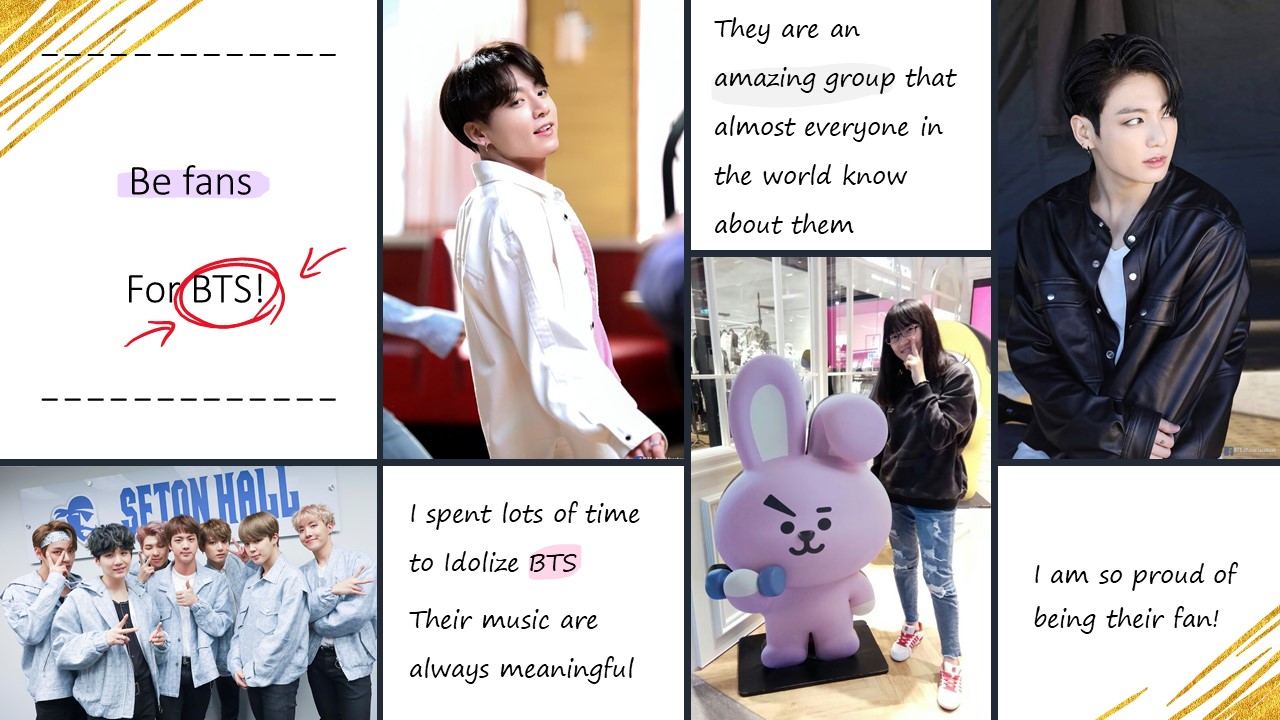 Be fans
For BTS!
They are an
amazing group that
almost everyone in
the world know
about them
SETON HALL
I spent lots of time
to Idolize BTS
Their music are
always meaningful
I am so proud of
being their fan!